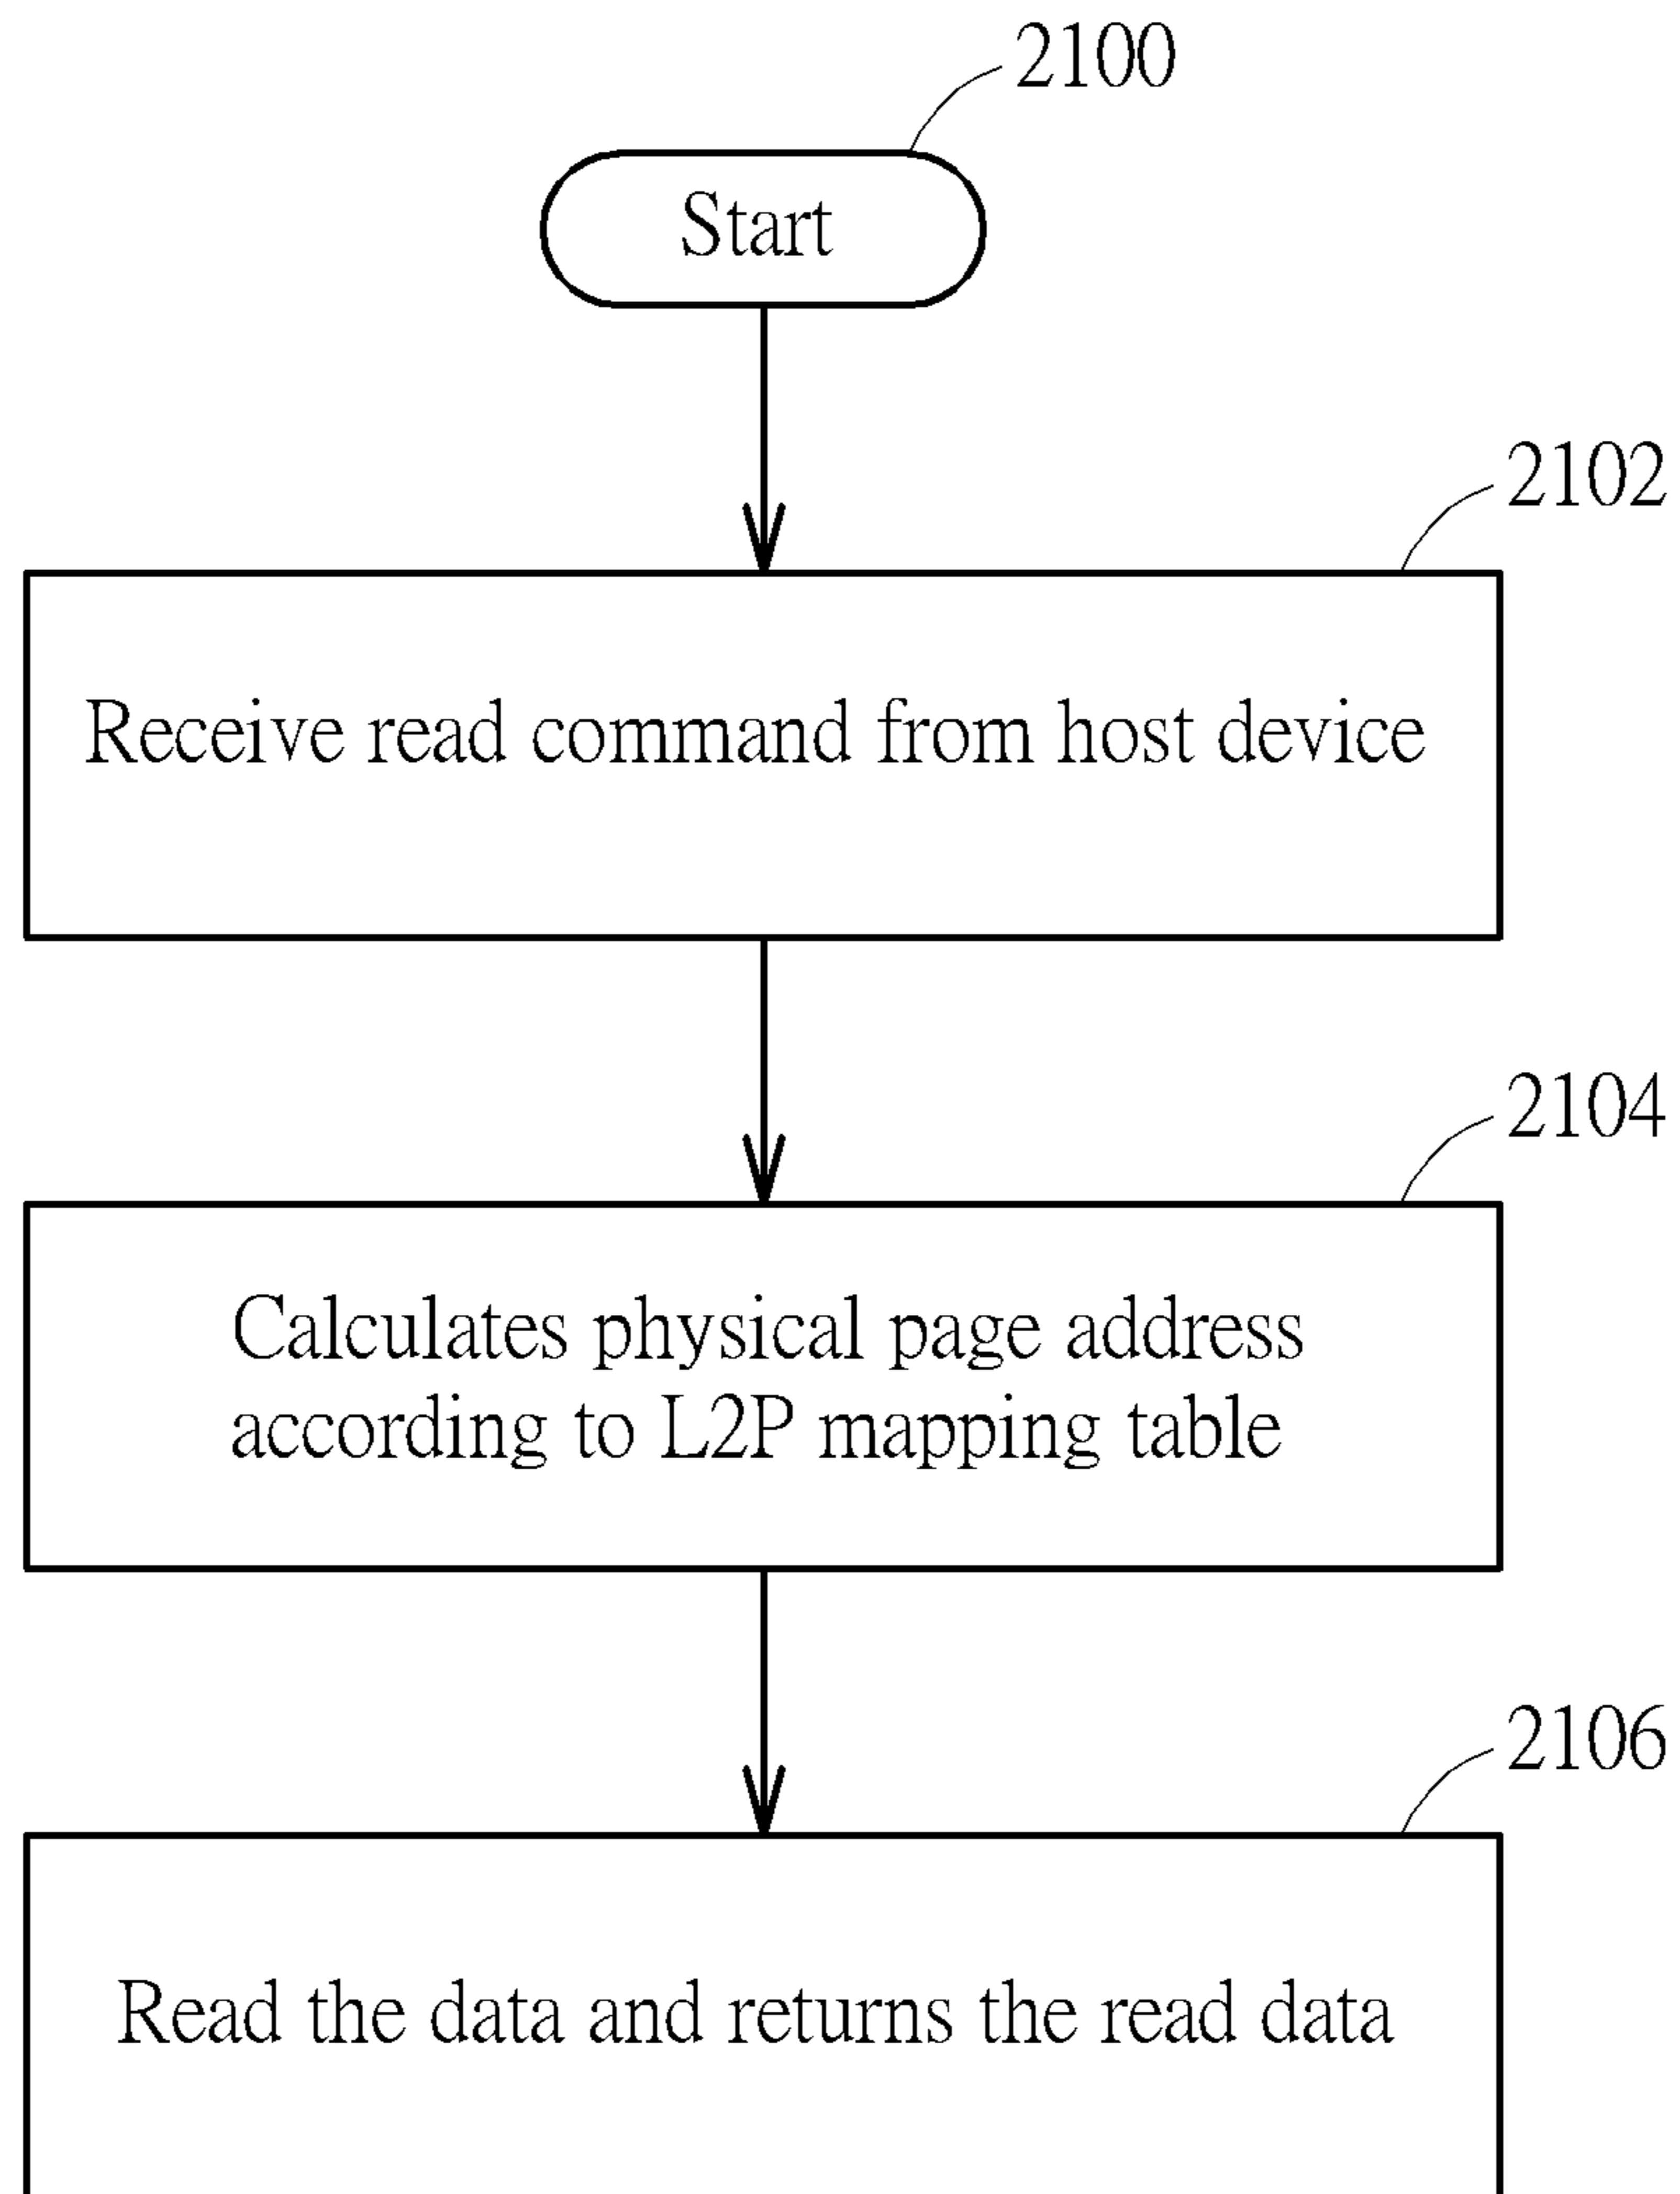 2100
Start
2102
Receive read command from host device
2104
Calculates physical page address
according to L2P mapping table
2106
Read the data and returns the read data